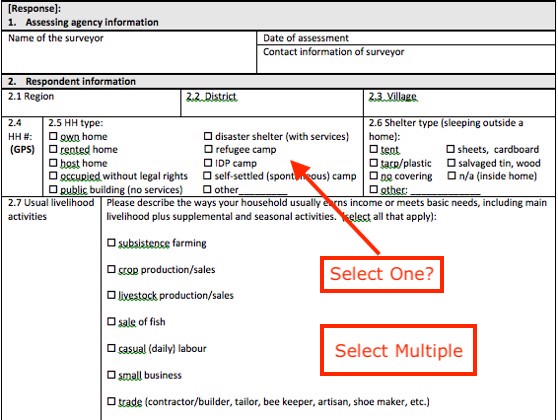 [Response]:
1. Assessing agency information
Name of the surveyor
Date of assessment
Contact information of surveyor
2. Respondent information
2.1 Region
2.2 District
2.3 Village
2.4
HH #:
(GPS)
2.5 HH type:
own home
rented home
host home
occupied without legal rights
public building (no services)
disaster shelter (with services)
refugee camp
IDP camp
self-settled (spontaneous) camp
other
2.6 Shelter type (sleeping outside a
home):
tent
tarp/plastic
no covering
other:
sheets, cardboard
salvaged tin, wood
n/a (inside home)
2.7 Usual livelihood
activities
Please describe the ways your household usually earns income or meets basic needs, including main
livelihood plus supplemental and seasonal activities. (select all that apply):
subsistence farming
crop production/sales
livestock production/sales
sale of fish
casual (daily) labour
small business
trade (contractor/builder, tailor, bee keeper, artisan, shoe maker, etc.)
Select One?
Select Multiple